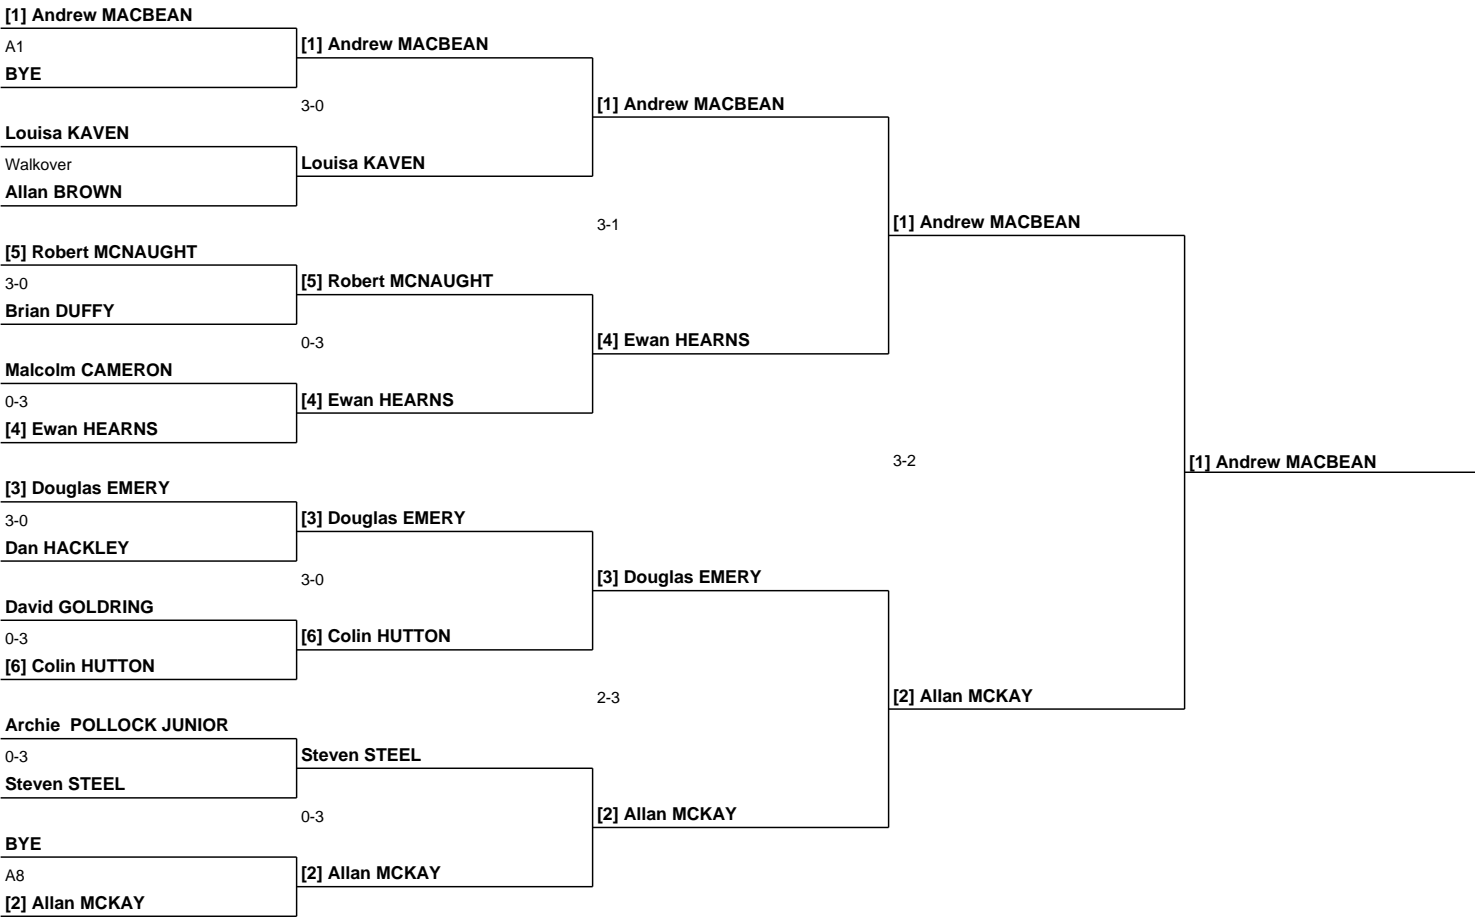 [1] Andrew MACBEAN
A1
BYE
Louisa KAVEN
Walkover
Allan BROWN
[5] Robert MCNAUGHT
3-0
Brian DUFFY
Malcolm CAMERON
0-3
[4] Ewan HEARNS
[3] Douglas EMERY
3-0
Dan HACKLEY
David GOLDRING
0-3
[6] Colin HUTTON
Archie  POLLOCK JUNIOR
0-3
Steven STEEL
BYE
A8
[2] Allan MCKAY
[1] Andrew MACBEAN
3-0
Louisa KAVEN
[5] Robert MCNAUGHT
0-3
[4] Ewan HEARNS
[3] Douglas EMERY
3-0
[6] Colin HUTTON
Steven STEEL
0-3
[2] Allan MCKAY
[1] Andrew MACBEAN
3-1
[4] Ewan HEARNS
[3] Douglas EMERY
2-3
[2] Allan MCKAY
[1] Andrew MACBEAN
3-2
[2] Allan MCKAY
[1] Andrew MACBEAN